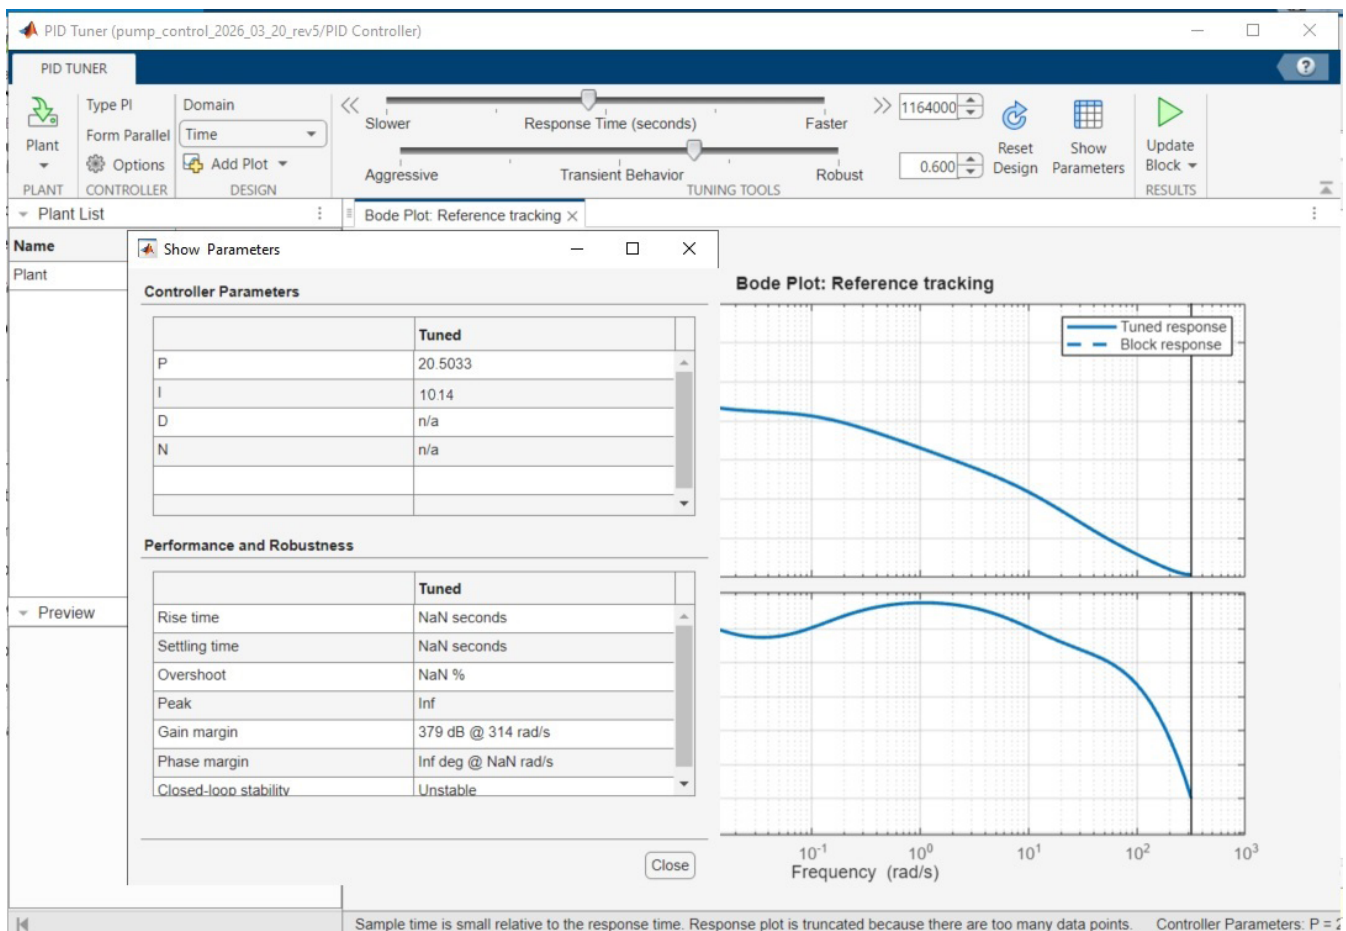 PID Tuner (pump_control_2026_03_20_rev5/PID Controller)
PID TUNER
?
Plant
PLANT
Type PI
Form Parallel
Options
CONTROLLER
Domain
Time
Add Plot
DESIGN
Slower
Response Time (seconds)
Faster
1164000
Aggressive
Transient Behavior
Robust
0.600
TUNING TOOLS
Reset
Design
Show
Parameters
Update
Block
RESULTS
Plant List
Name
Plant
Preview
Bode Plot: Reference tracking
Show Parameters
Controller Parameters
Tuned
P 20.5033
I 10.14
D n/a
N n/a
Performance and Robustness
Tuned
Rise time NaN seconds
Settling time NaN seconds
Overshoot NaN %
Peak Inf
Gain margin 379 dB @ 314 rad/s
Phase margin Inf deg @ NaN rad/s
Closed-loop stability Unstable
Close
Bode Plot: Reference tracking
Tuned response
Block response
10-1 100 101 102 103
Frequency (rad/s)
Sample time is small relative to the response time. Response plot is truncated because there are too many data points. Controller Parameters: P = 2